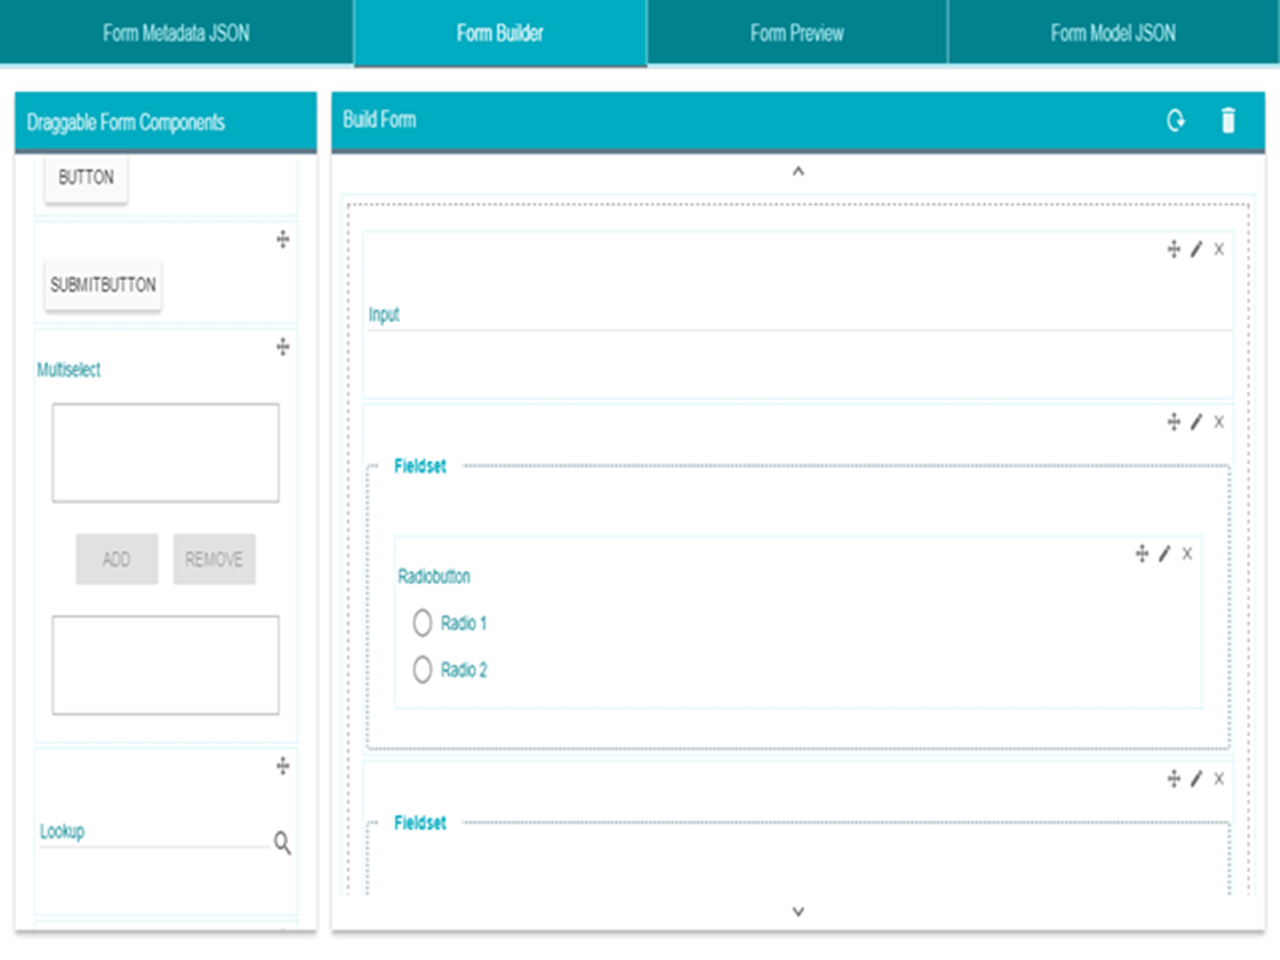 Form Metadata JSON
Form Builder
Form Preview
Form Model JSON
Draggable Form Components
BUTTON
SUBMITBUTTON
Multiselect
ADD
REMOVE
Lookup
Build Form
Input
Fieldset
Radiobutton
Radio 1
Radio 2
Fieldset